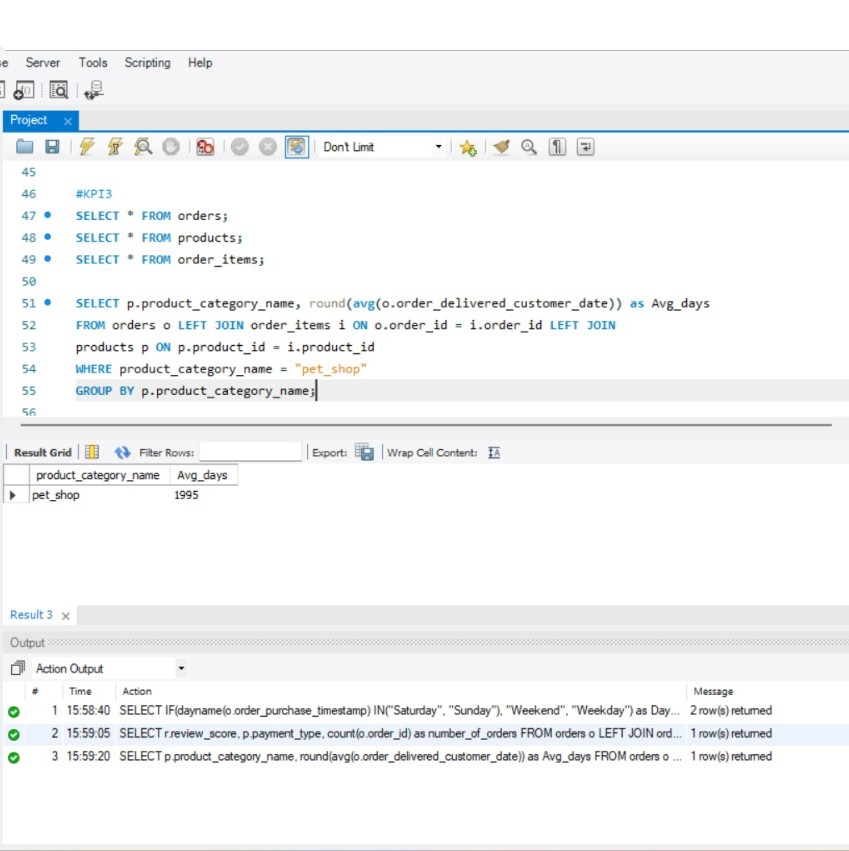 Server Tools Scripting Help
Project
Don't Limit
45
46 #KPI3
47 SELECT * FROM orders;
48 SELECT * FROM products;
49 SELECT * FROM order_items;
50
51 SELECT p.product_category_name, round(avg(o.order_delivered_customer_date)) as Avg_days
52 FROM orders o LEFT JOIN order_items i ON o.order_id = i.order_id LEFT JOIN
53 products p ON p.product_id = i.product_id
54 WHERE product_category_name = "pet_shop"
55 GROUP BY p.product_category_name;
56
Result Grid Filter Rows: Export: Wrap Cell Content:
product_category_name Avg_days
pet_shop 1995
Result 3
Output
Action Output
# Time Action Message
1 15:58:40 SELECT IF(dayname(o.order_purchase_timestamp) IN("Saturday", "Sunday"), "Weekend", "Weekday") as Day... 2 row(s) returned
2 15:59:05 SELECT r.review_score, p.payment_type, count(o.order_id) as number_of_orders FROM orders o LEFT JOIN ord... 1 row(s) returned
3 15:59:20 SELECT p.product_category_name, round(avg(o.order_delivered_customer_date)) as Avg_days FROM orders o ... 1 row(s) returned